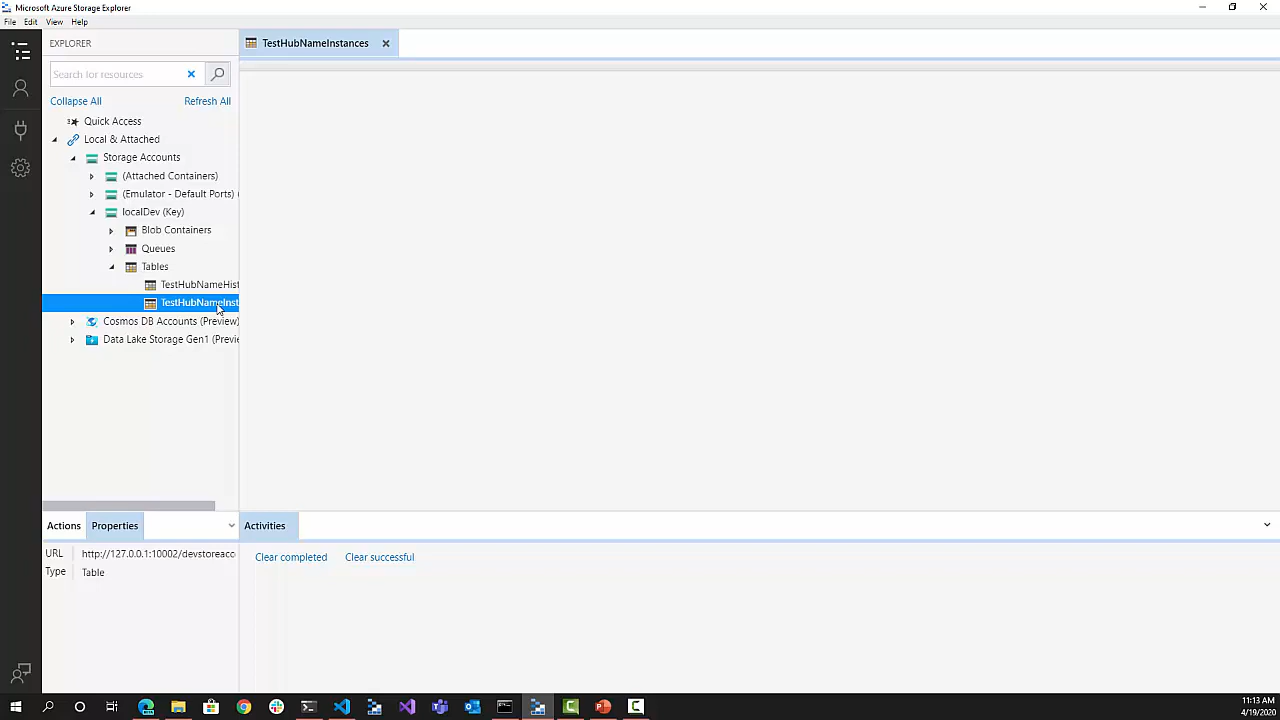 Microsoft Azure Storage Explorer
File Edit View Help
EXPLORER
TestHubNameInstances
Search for resources
Collapse All Refresh All
Quick Access
Local & Attached
Storage Accounts
(Attached Containers)
(Emulator - Default Ports) (
localDev (Key)
Blob Containers
Queues
Tables
TestHubNameHist
TestHubNameInst
Cosmos DB Accounts (Preview)
Data Lake Storage Gen1 (Previe
Actions Properties
Activities
URL http://127.0.0.1:10002/devstoreacc
Type Table
Clear completed Clear successful
11:13 AM
4/19/2020